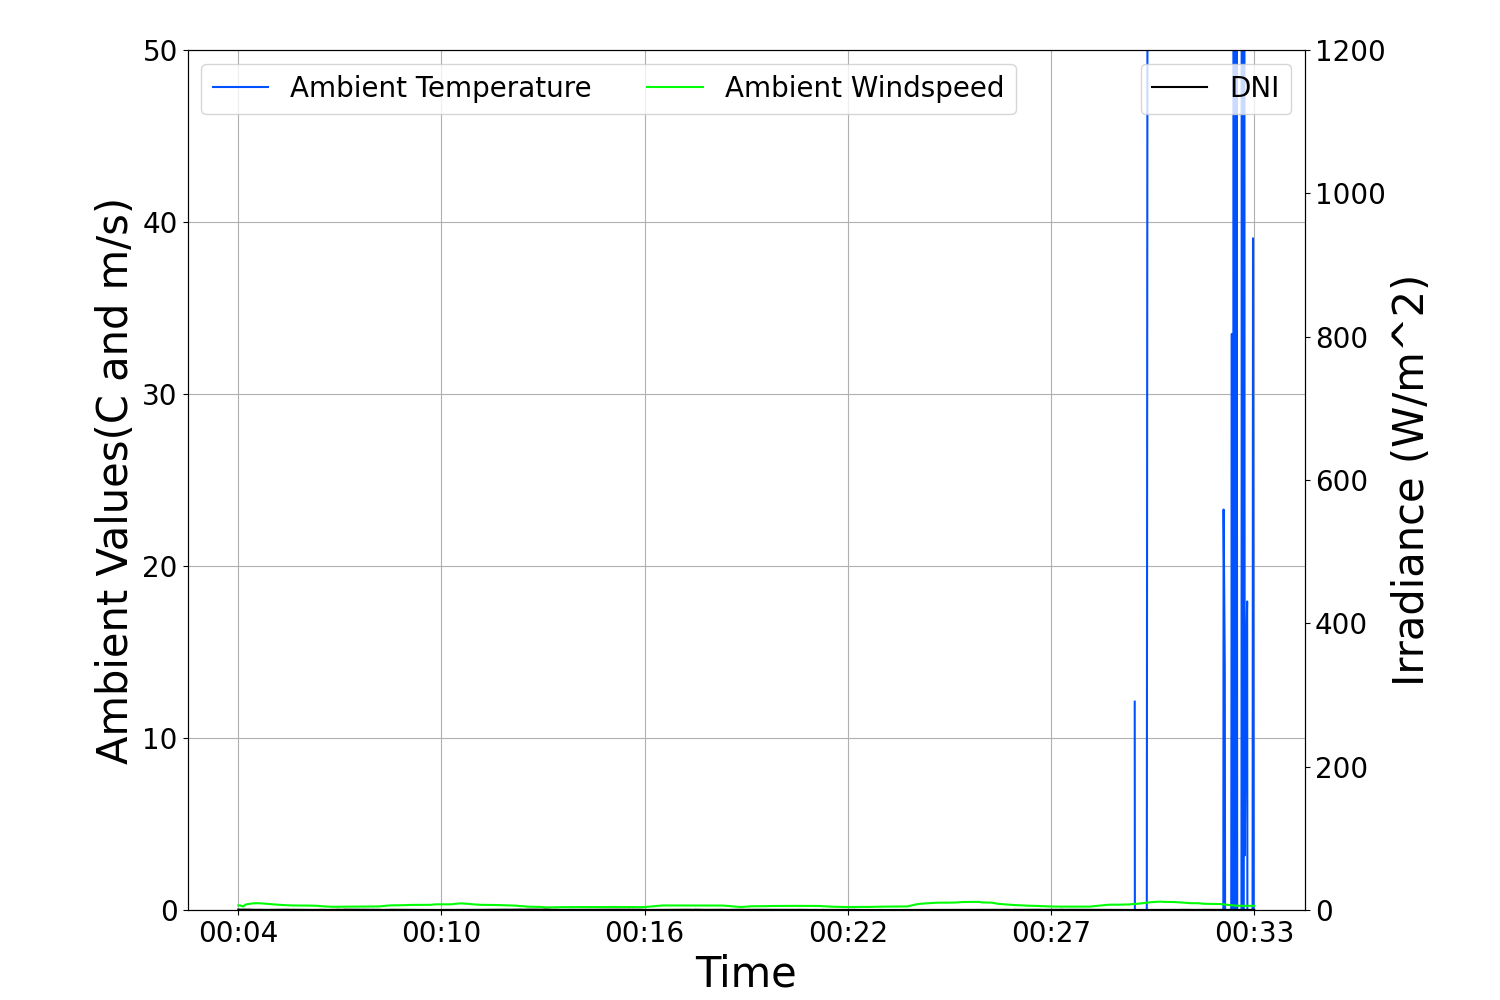 Ambient Temperature
Ambient Windspeed
DNI
Ambient Values(C and m/s)
50
40
30
20
10
0
1200
1000
800
600
400
200
0
Irradiance (W/m^2)
00:04 00:10 00:16 00:22 00:27 00:33
Time